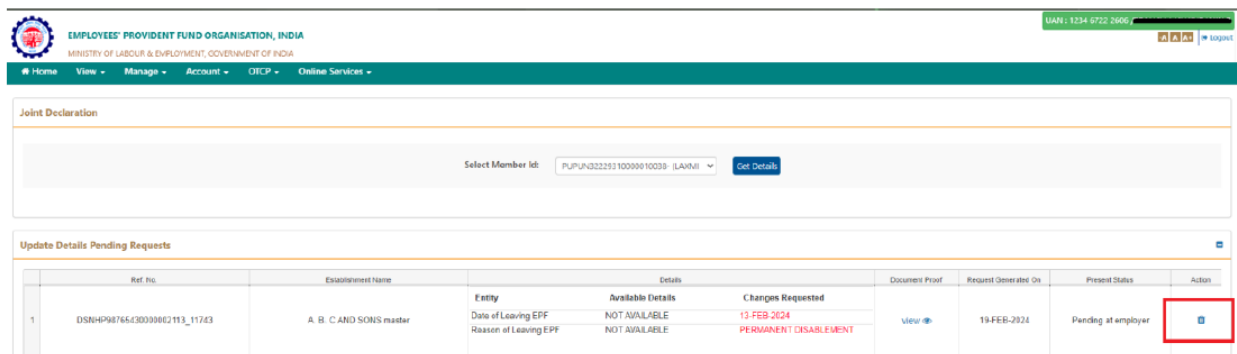 UAN : 1234 6722 2606 /
EMPLOYEES' PROVIDENT FUND ORGANISATION, INDIA
MINISTRY OF LABOUR & EMPLOYMENT, GOVERNMENT OF INDIA
-A A A+ Logout
Home View Manage Account OTCP Online Services
Joint Declaration
Select Member Id: (LAXMI Get Details
Update Details Pending Requests
Ref. No. Establishment Name Details Document Proof Request Generated On Present Status Action
Entity Available Details Changes Requested
1 DSNHP98765430000002113_11743 A. B. C AND SONS master Date of Leaving EPF NOT AVAILABLE 13-FEB-2024 view 19-FEB-2024 Pending at employer
Reason of Leaving EPF NOT AVAILABLE PERMANENT DISABLEMENT